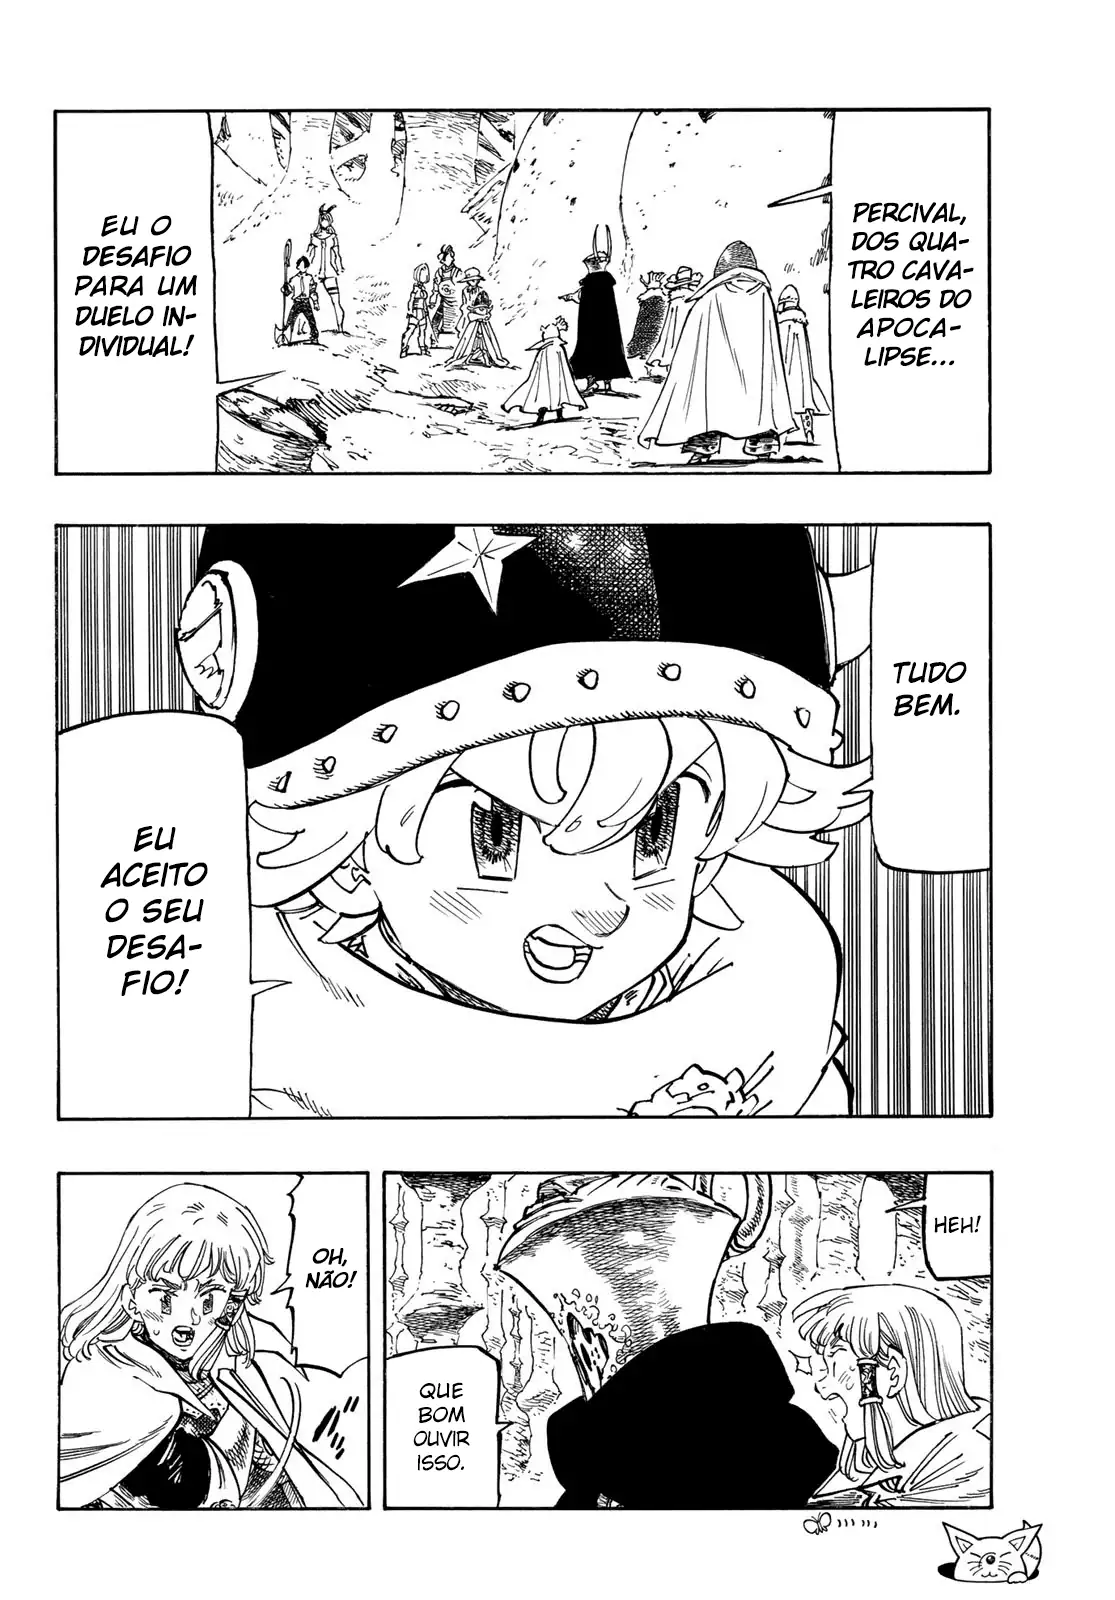 PERCIVAL,
DOS QUA-
TRO CAVA-
LEIROS DO
APOCA-
LIPSE...
EU O
DESAFIO
PARA UM
DUELO IN-
DIVIDUAL!
TUDO
BEM.
EU
ACEITO
O SEU
DESA-
FIO!
OH,
NÃO!
HEH!
QUE
BOM
OUVIR
ISSO.